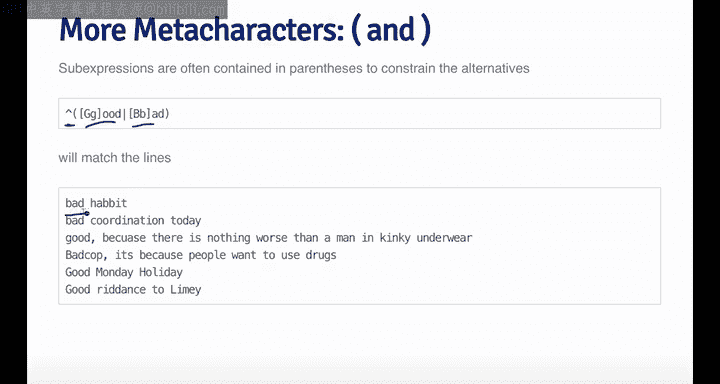 More Metacharacters: ( and )
Subexpressions are often contained in parentheses to constrain the alternatives
^([Gg]ood|[Bb]ad)
will match the lines
bad habbit
bad coordination today
good, becuase there is nothing worse than a man in kinky underwear
Badcop, its because people want to use drugs
Good Monday Holiday
Good riddance to Limey